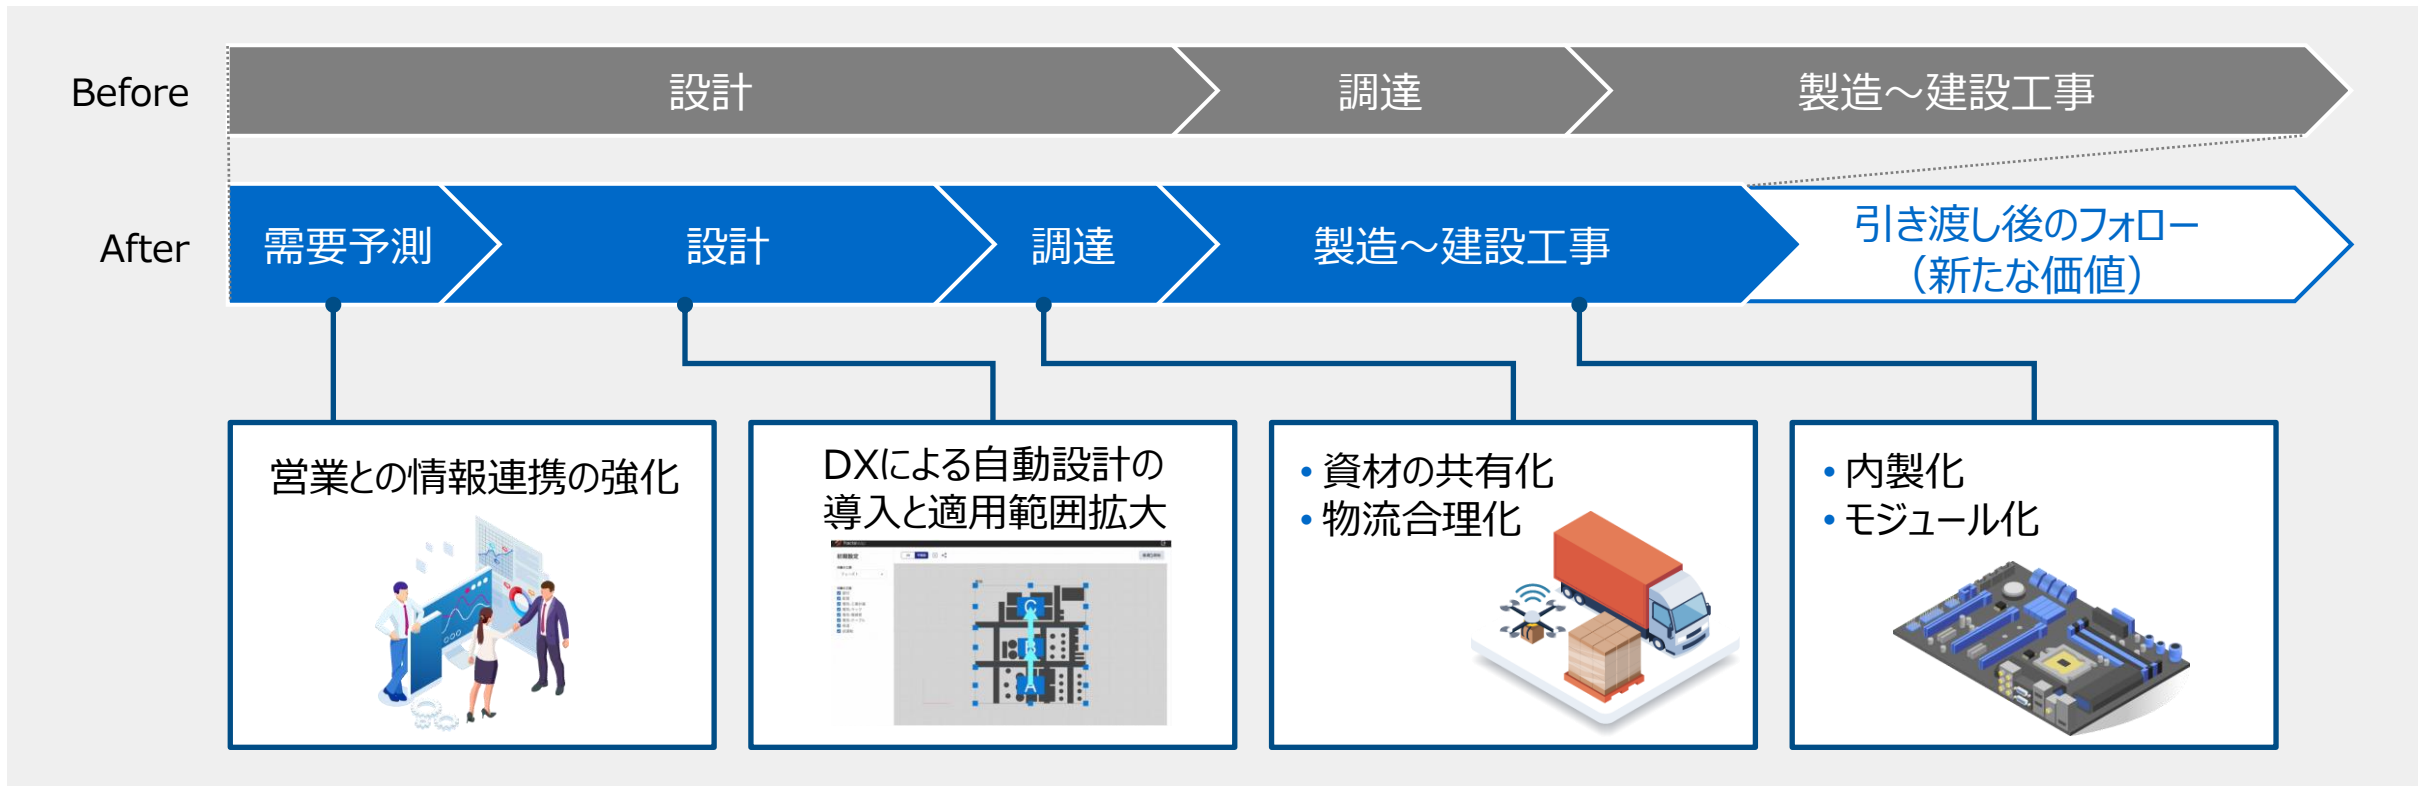 Before
設計
調達
製造～建設工事
After
需要予測
設計
調達
製造～建設工事
引き渡し後のフォロー
（新たな価値）
営業との情報連携の強化
DXによる自動設計の
導入と適用範囲拡大
初期設定
C
B
A
• 資材の共有化
• 物流合理化
• 内製化
• モジュール化